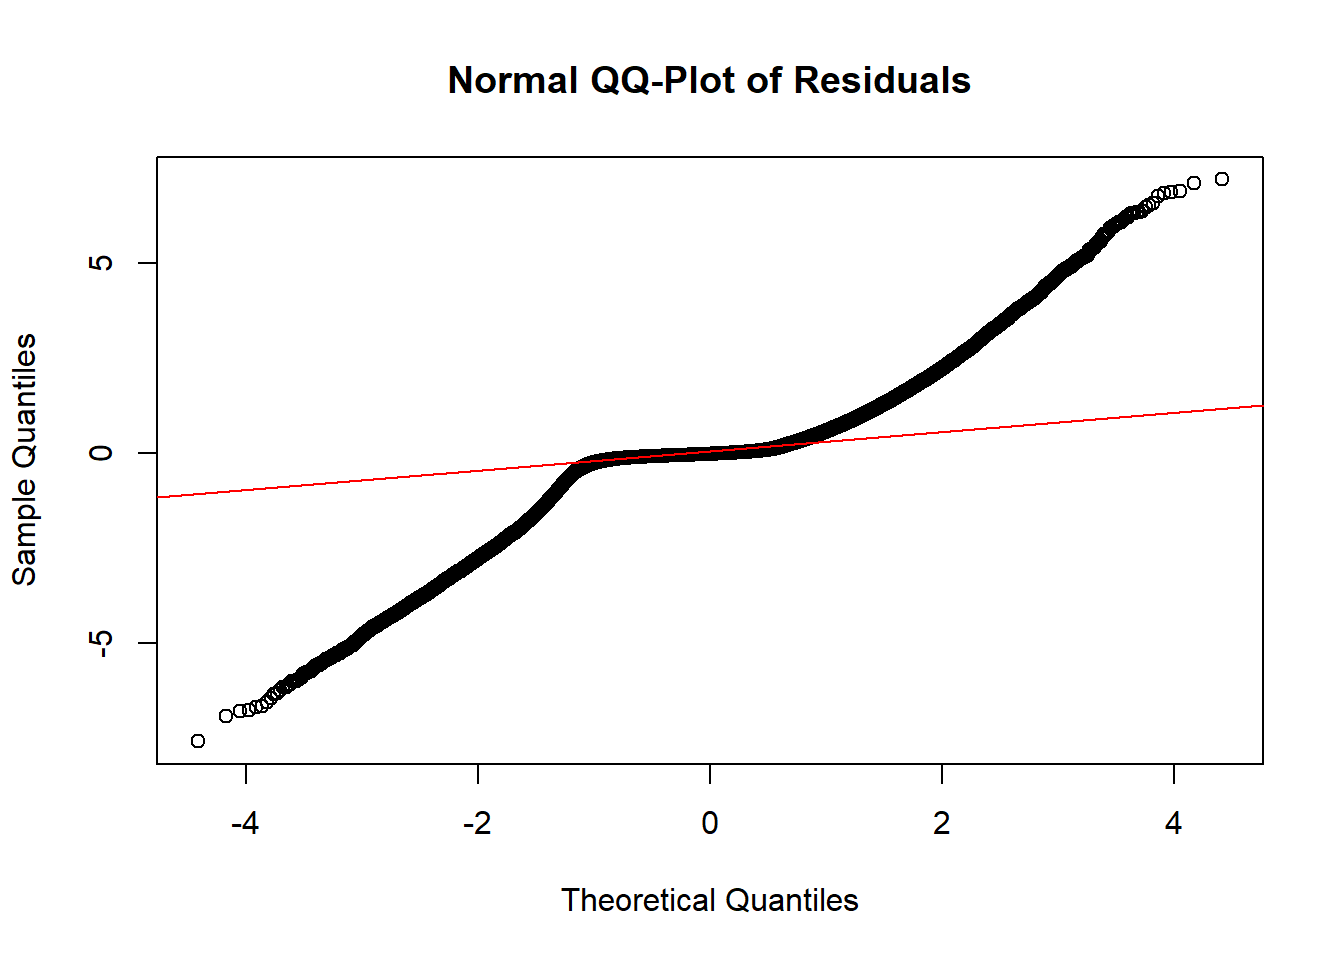 Normal QQ-Plot of Residuals
Sample Quantiles
5
0
-5
-4 -2 0 2 4
Theoretical Quantiles